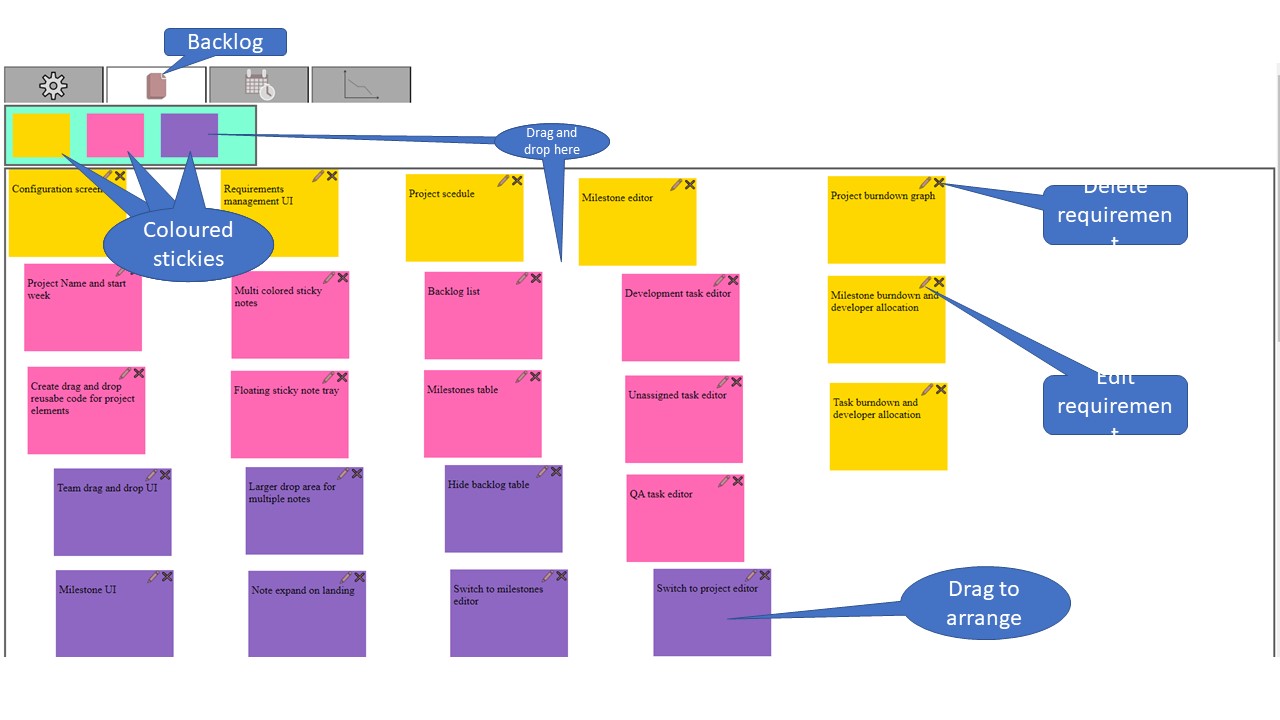 Backlog
Drag and
drop here
Configuration screen
Requirements
management UI
Project scedule
Milestone editor
Project burndown graph
Delete
requiremen
t
Coloured
stickies
Project Name and start
week
Multi colored sticky
notes
Backlog list
Development task editor
Milestone burndown and
developer allocation
Create drag and drop
reusabe code for project
elements
Floating sticky note tray
Milestones table
Unassigned task editor
Task burndown and
developer allocation
Edit
requiremen
t
Team drag and drop UI
Larger drop area for
multiple notes
Hide backlog table
QA task editor
Milestone UI
Note expand on landing
Switch to milestones
editor
Switch to project editor
Drag to
arrange